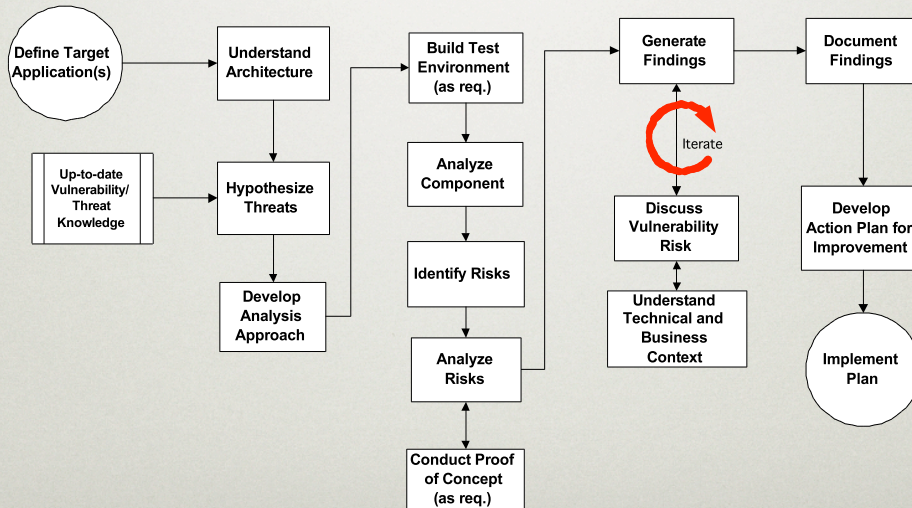 Define Target
Application(s)
Understand
Architecture
Up-to-date
Vulnerability/
Threat
Knowledge
Hypothesize
Threats
Develop
Analysis
Approach
Build Test
Environment
(as req.)
Analyze
Component
Identify Risks
Analyze
Risks
Conduct Proof
of Concept
(as req.)
Generate
Findings
Iterate
Discuss
Vulnerability
Risk
Understand
Technical and
Business
Context
Document
Findings
Develop
Action Plan for
Improvement
Implement
Plan